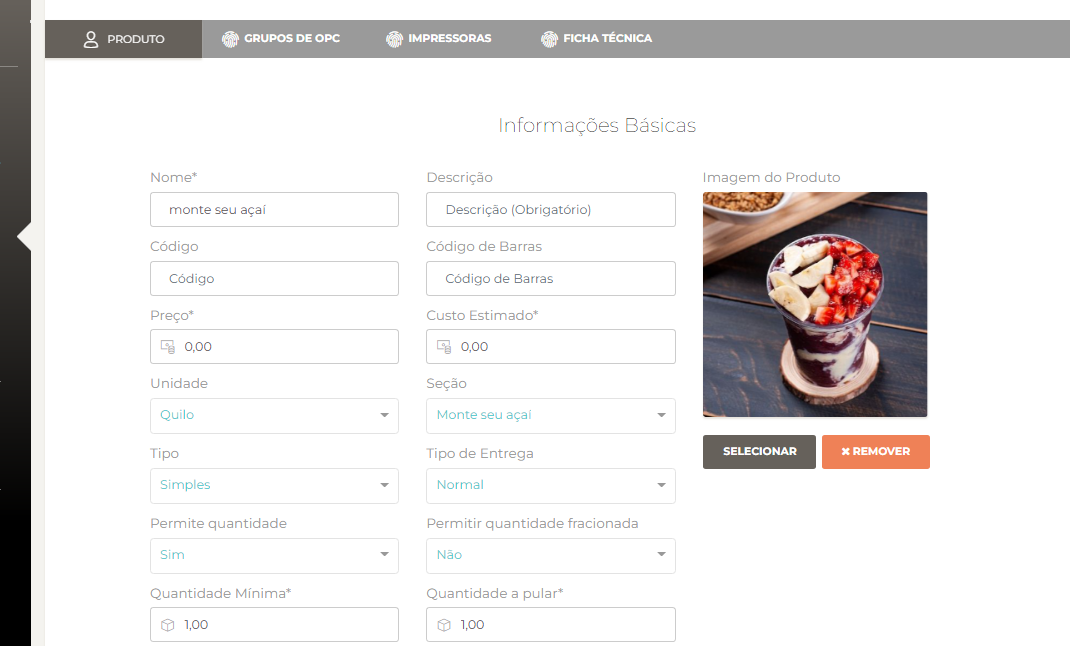 PRODUTO
GRUPOS DE OPC
IMPRESSORAS
FICHA TÉCNICA
Informações Básicas
Nome*
Descrição
Imagem do Produto
monte seu açaí
Descrição (Obrigatório)
Código
Código de Barras
Código
Código de Barras
Preço*
Custo Estimado*
0,00
0,00
Unidade
Seção
Quilo
Monte seu açaí
SELECIONAR
✖ REMOVER
Tipo
Tipo de Entrega
Simples
Normal
Permite quantidade
Permitir quantidade fracionada
Sim
Não
Quantidade Mínima*
Quantidade a pular*
1,00
1,00